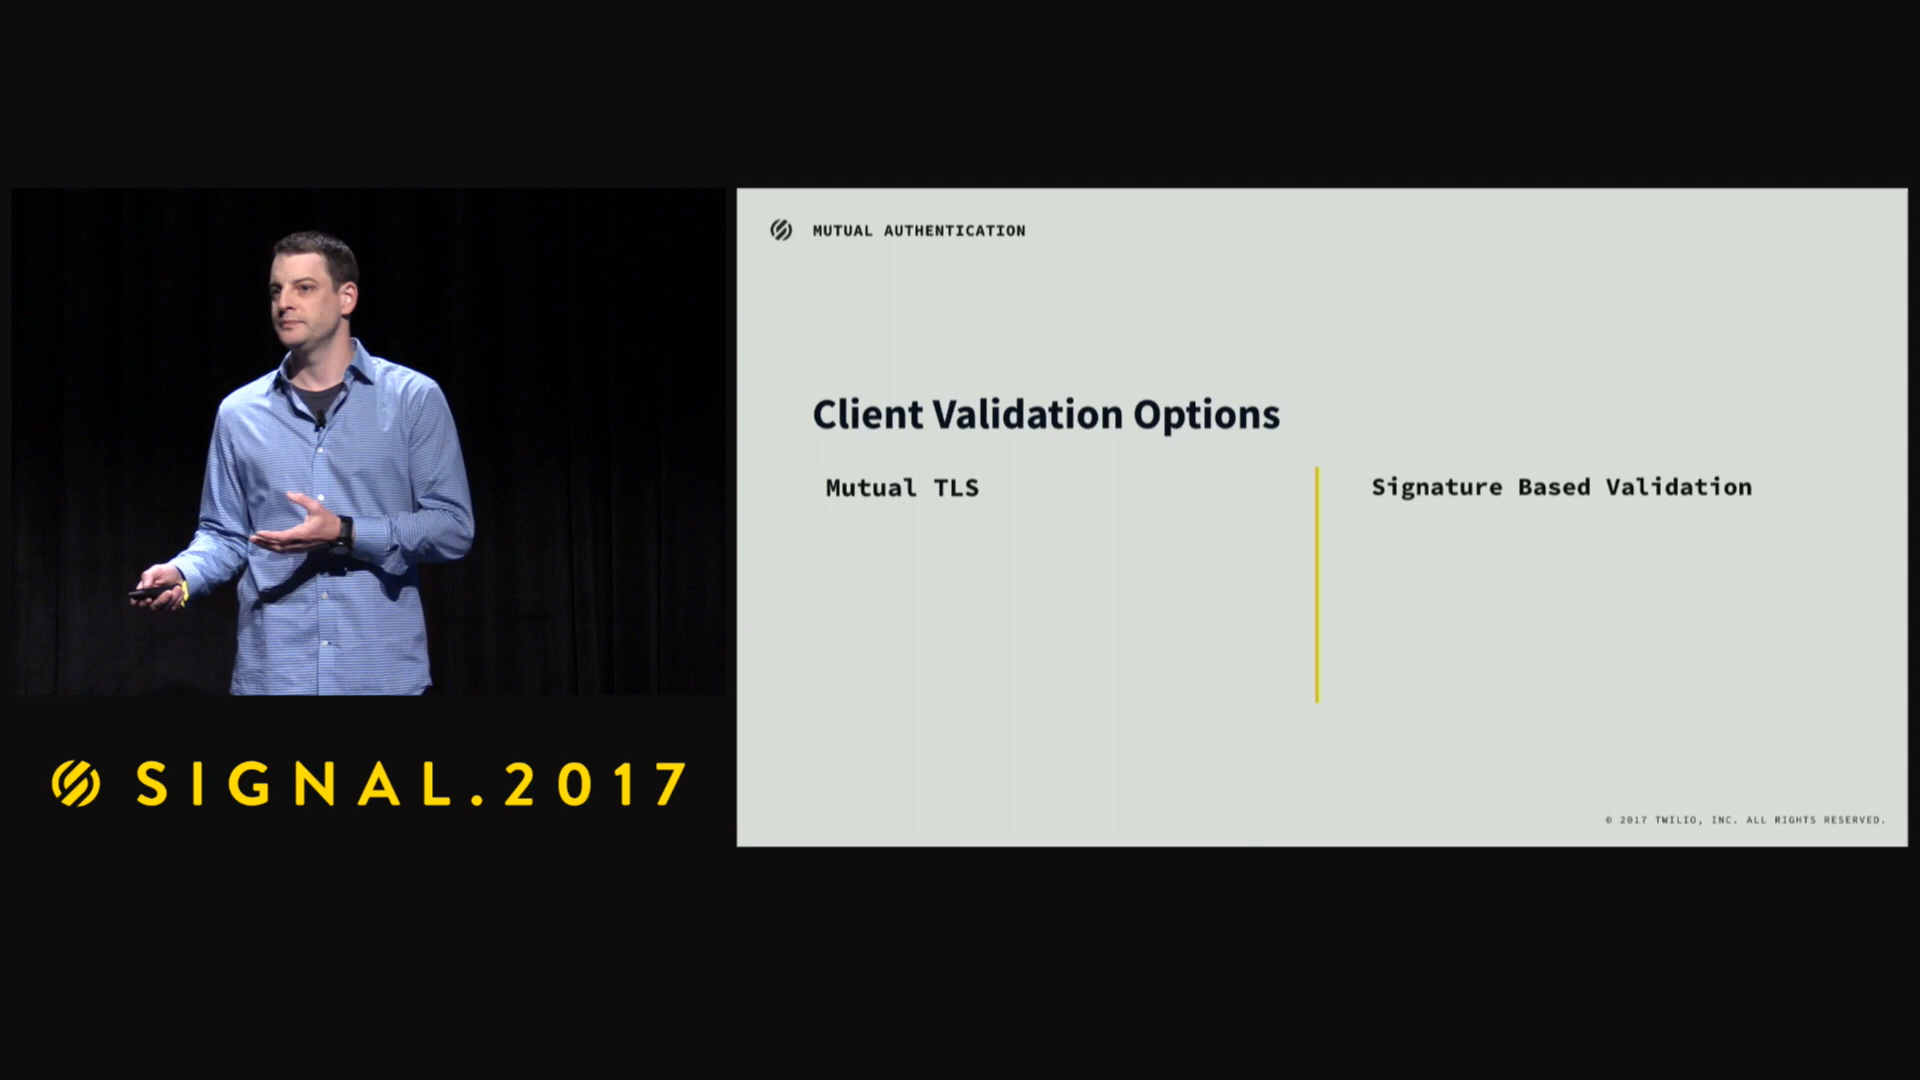 MUTUAL AUTHENTICATION
Client Validation Options
Mutual TLS
Signature Based Validation
© 2017 TWILIO, INC. ALL RIGHTS RESERVED.
SIGNAL.2017